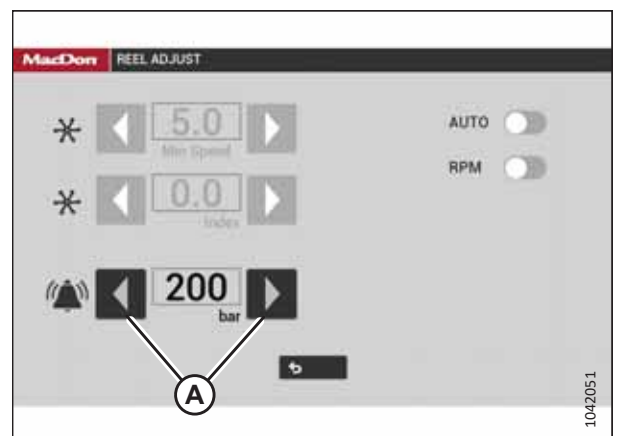 MacDon REEL ADJUST
5.0
Min Speed
AUTO
RPM
0.0
Index
200
bar
A
1042051